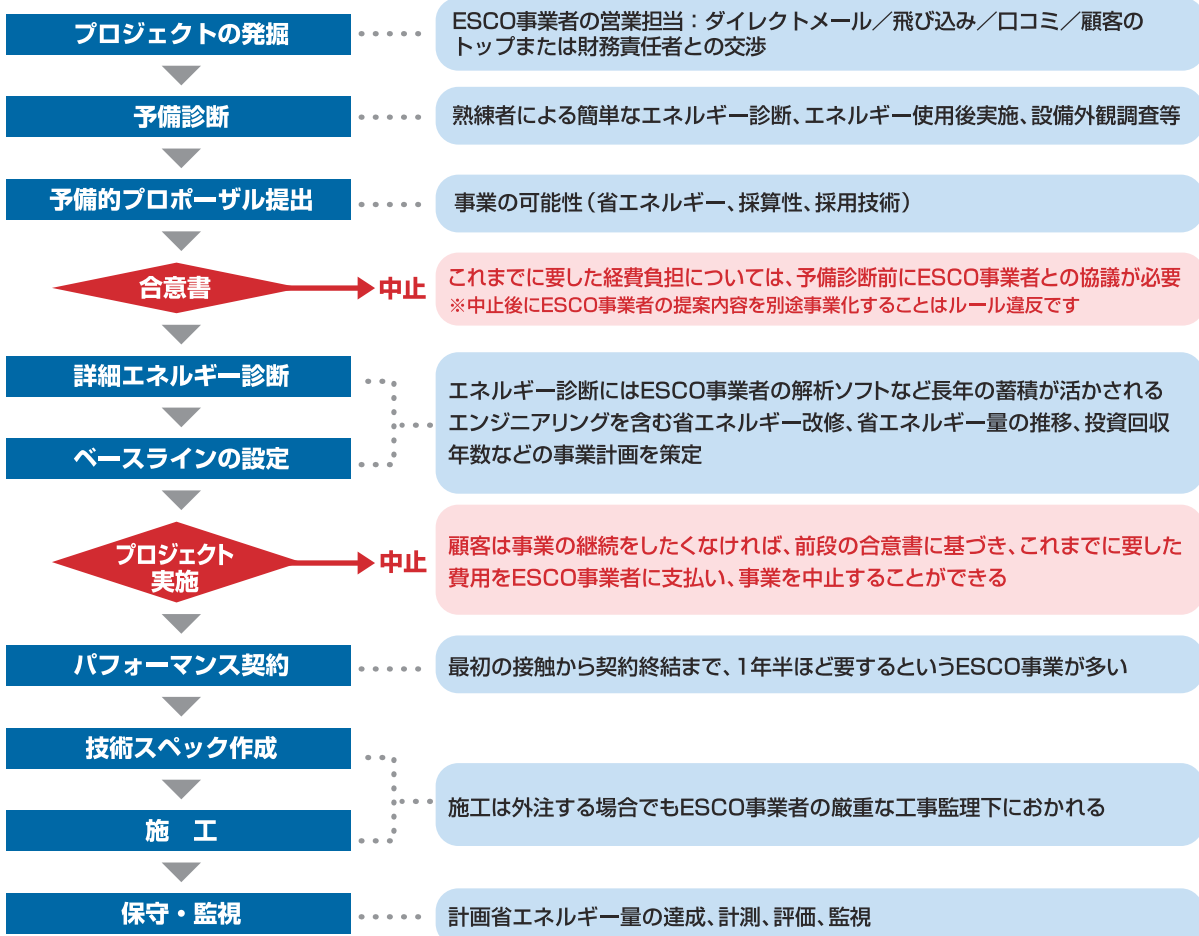 プロジェクトの発掘
ESCO事業者の営業担当：ダイレクトメール／飛び込み／口コミ／顧客の
トップまたは財務責任者との交渉
予備診断
熟練者による簡単なエネルギー診断、エネルギー使用後実施、設備外観調査等
予備的プロポーザル提出
事業の可能性（省エネルギー、採算性、採用技術）
合意書
中止
これまでに要した経費負担については、予備診断前にESCO事業者との協議が必要
※中止後にESCO事業者の提案内容を別途事業化することはルール違反です
詳細エネルギー診断
ベースラインの設定
エネルギー診断にはESCO事業者の解析ソフトなど長年の蓄積が活かされる
エンジニアリングを含む省エネルギー改修、省エネルギー量の推移、投資回収
年数などの事業計画を策定
プロジェクト
実施
中止
顧客は事業の継続をしたくなければ、前段の合意書に基づき、これまでに要した
費用をESCO事業者に支払い、事業を中止することができる
パフォーマンス契約
最初の接触から契約終結まで、1年半ほど要するというESCO事業が多い
技術スペック作成
施　工
施工は外注する場合でもESCO事業者の厳重な工事監理下におかれる
保守・監視
計画省エネルギー量の達成、計測、評価、監視